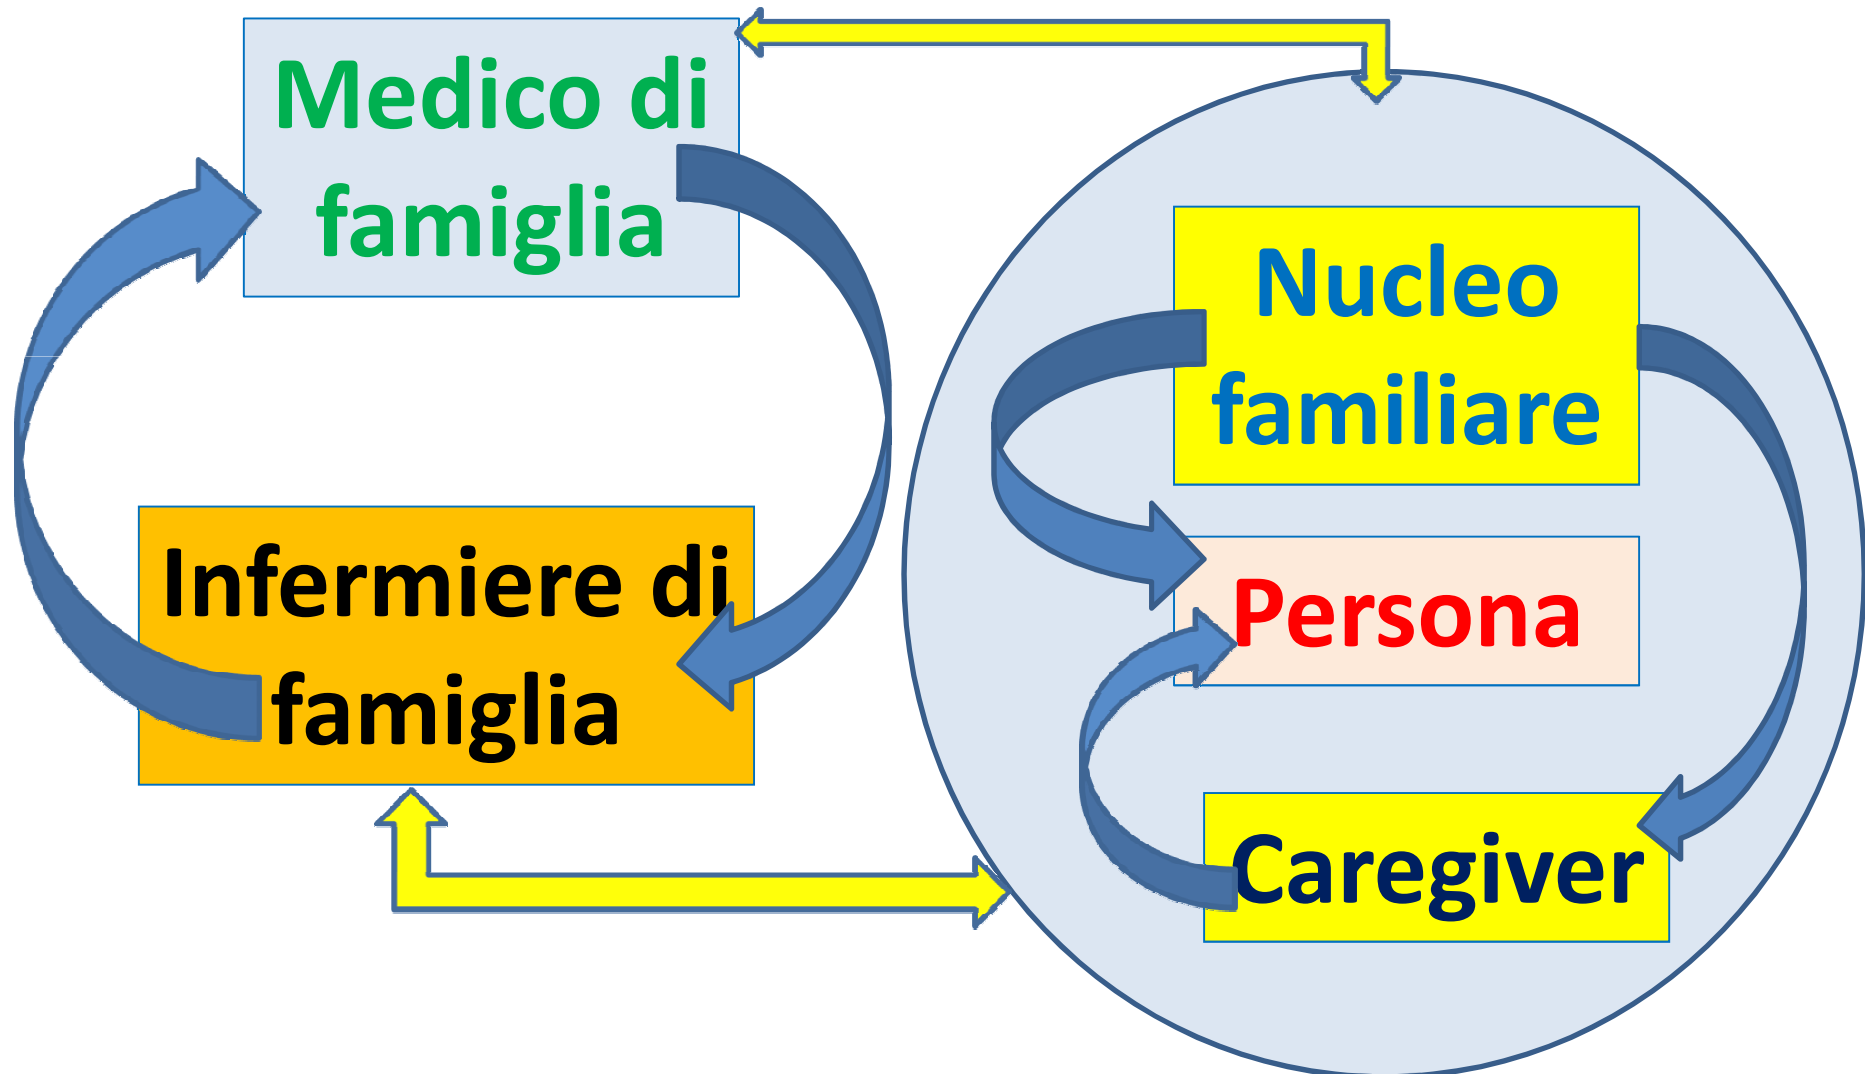 Medico di
famiglia
Infermiere di
famiglia
Nucleo
familiare
Persona
Caregiver